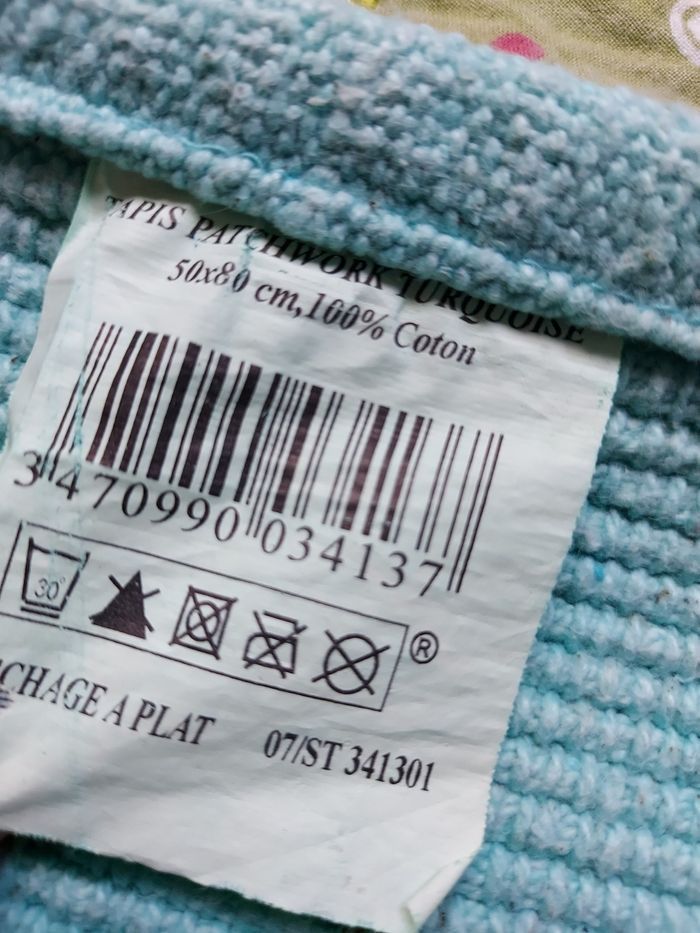 TAPIS PATCHWORK TURQUOISE
50x80 cm,100% Coton
3 470990 034137
30°
®
CHAGE A PLAT 07/ST 341301